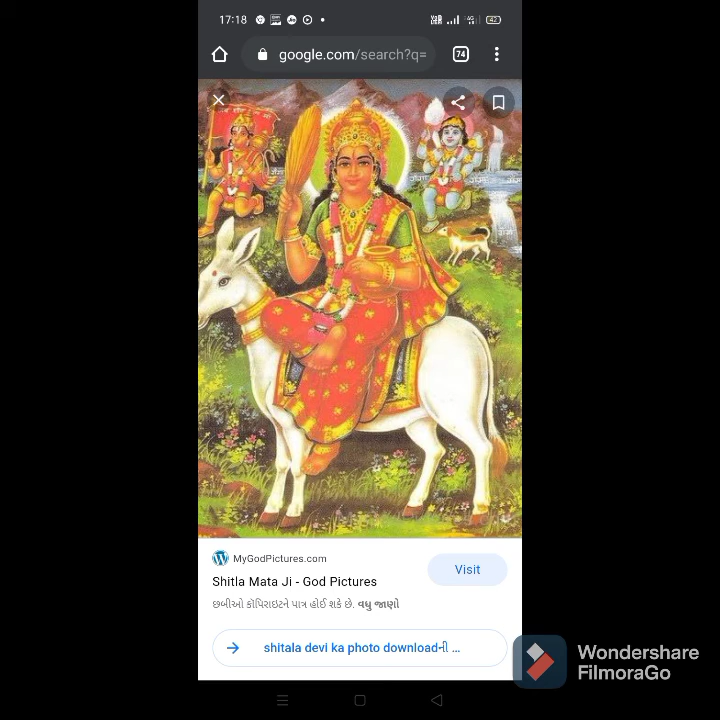 17:18
google.com/search?q=
74
MyGodPictures.com
Shitla Mata Ji - God Pictures
Visit
છબીઓ કૉપિરાઇટને પાત્ર હોઈ શકે છે. વધુ જાણો
shitala devi ka photo downloadની ...
Wondershare
FilmoraGo